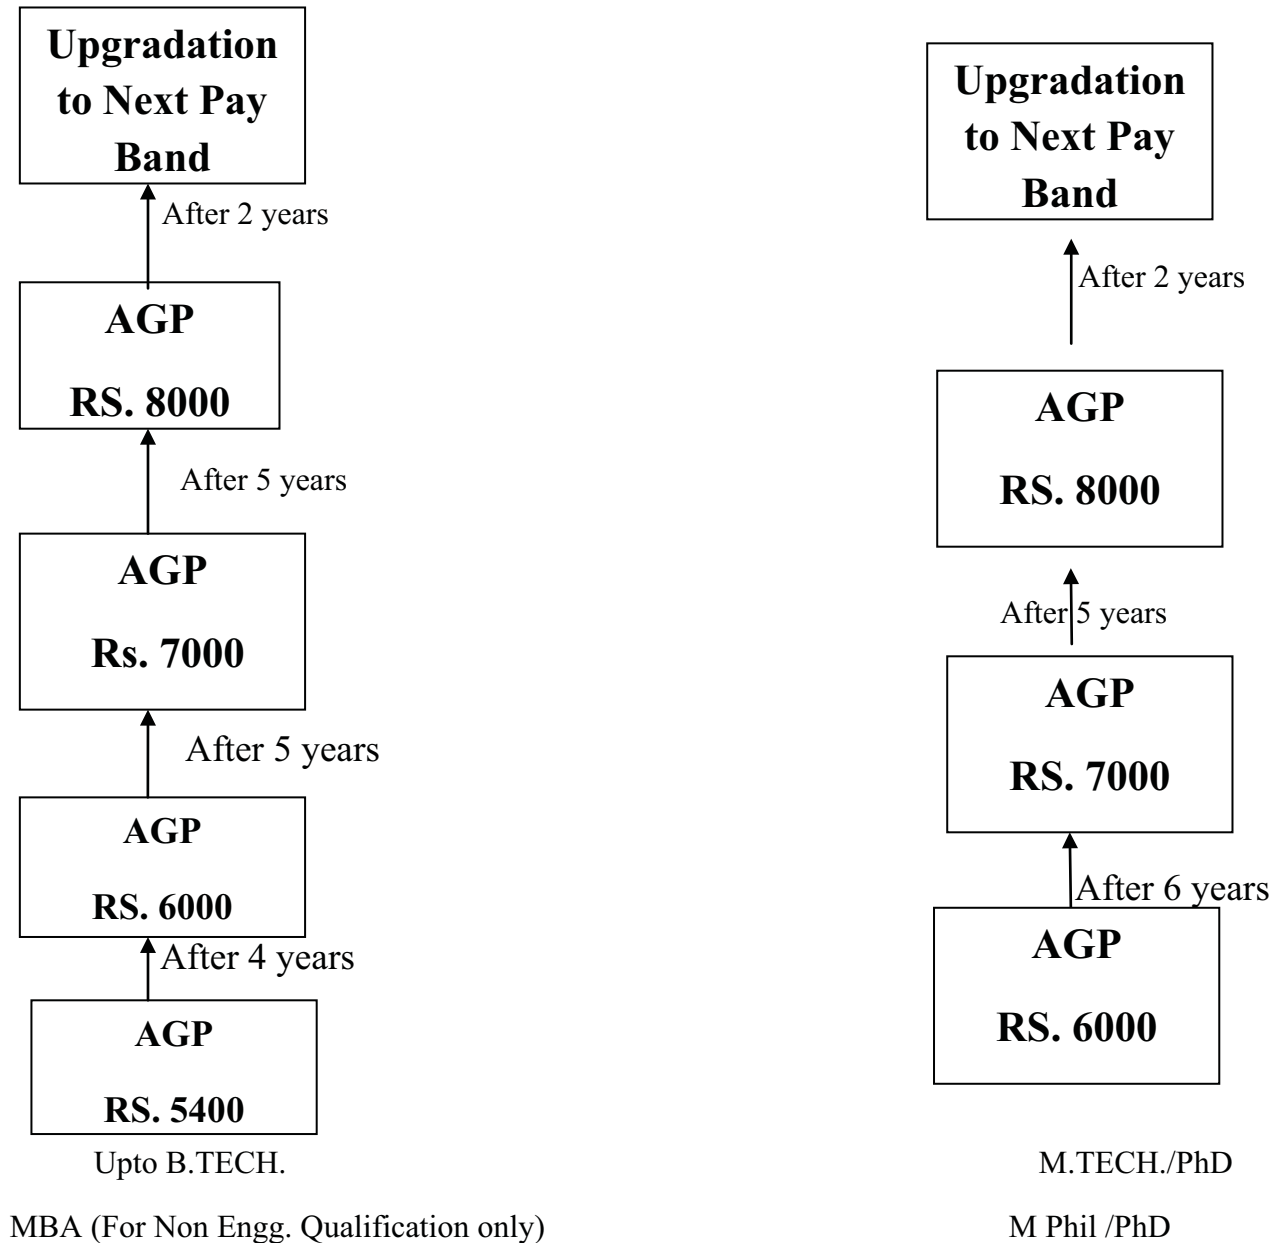 Upgradation
to Next Pay
Band
After 2 years
AGP
RS. 8000
After 5 years
AGP
Rs. 7000
After 5 years
AGP
RS. 6000
After 4 years
AGP
RS. 5400
Upto B.TECH.
MBA (For Non Engg. Qualification only)
Upgradation
to Next Pay
Band
After 2 years
AGP
RS. 8000
After 5 years
AGP
RS. 7000
After 6 years
AGP
RS. 6000
M.TECH./PhD
M Phil /PhD